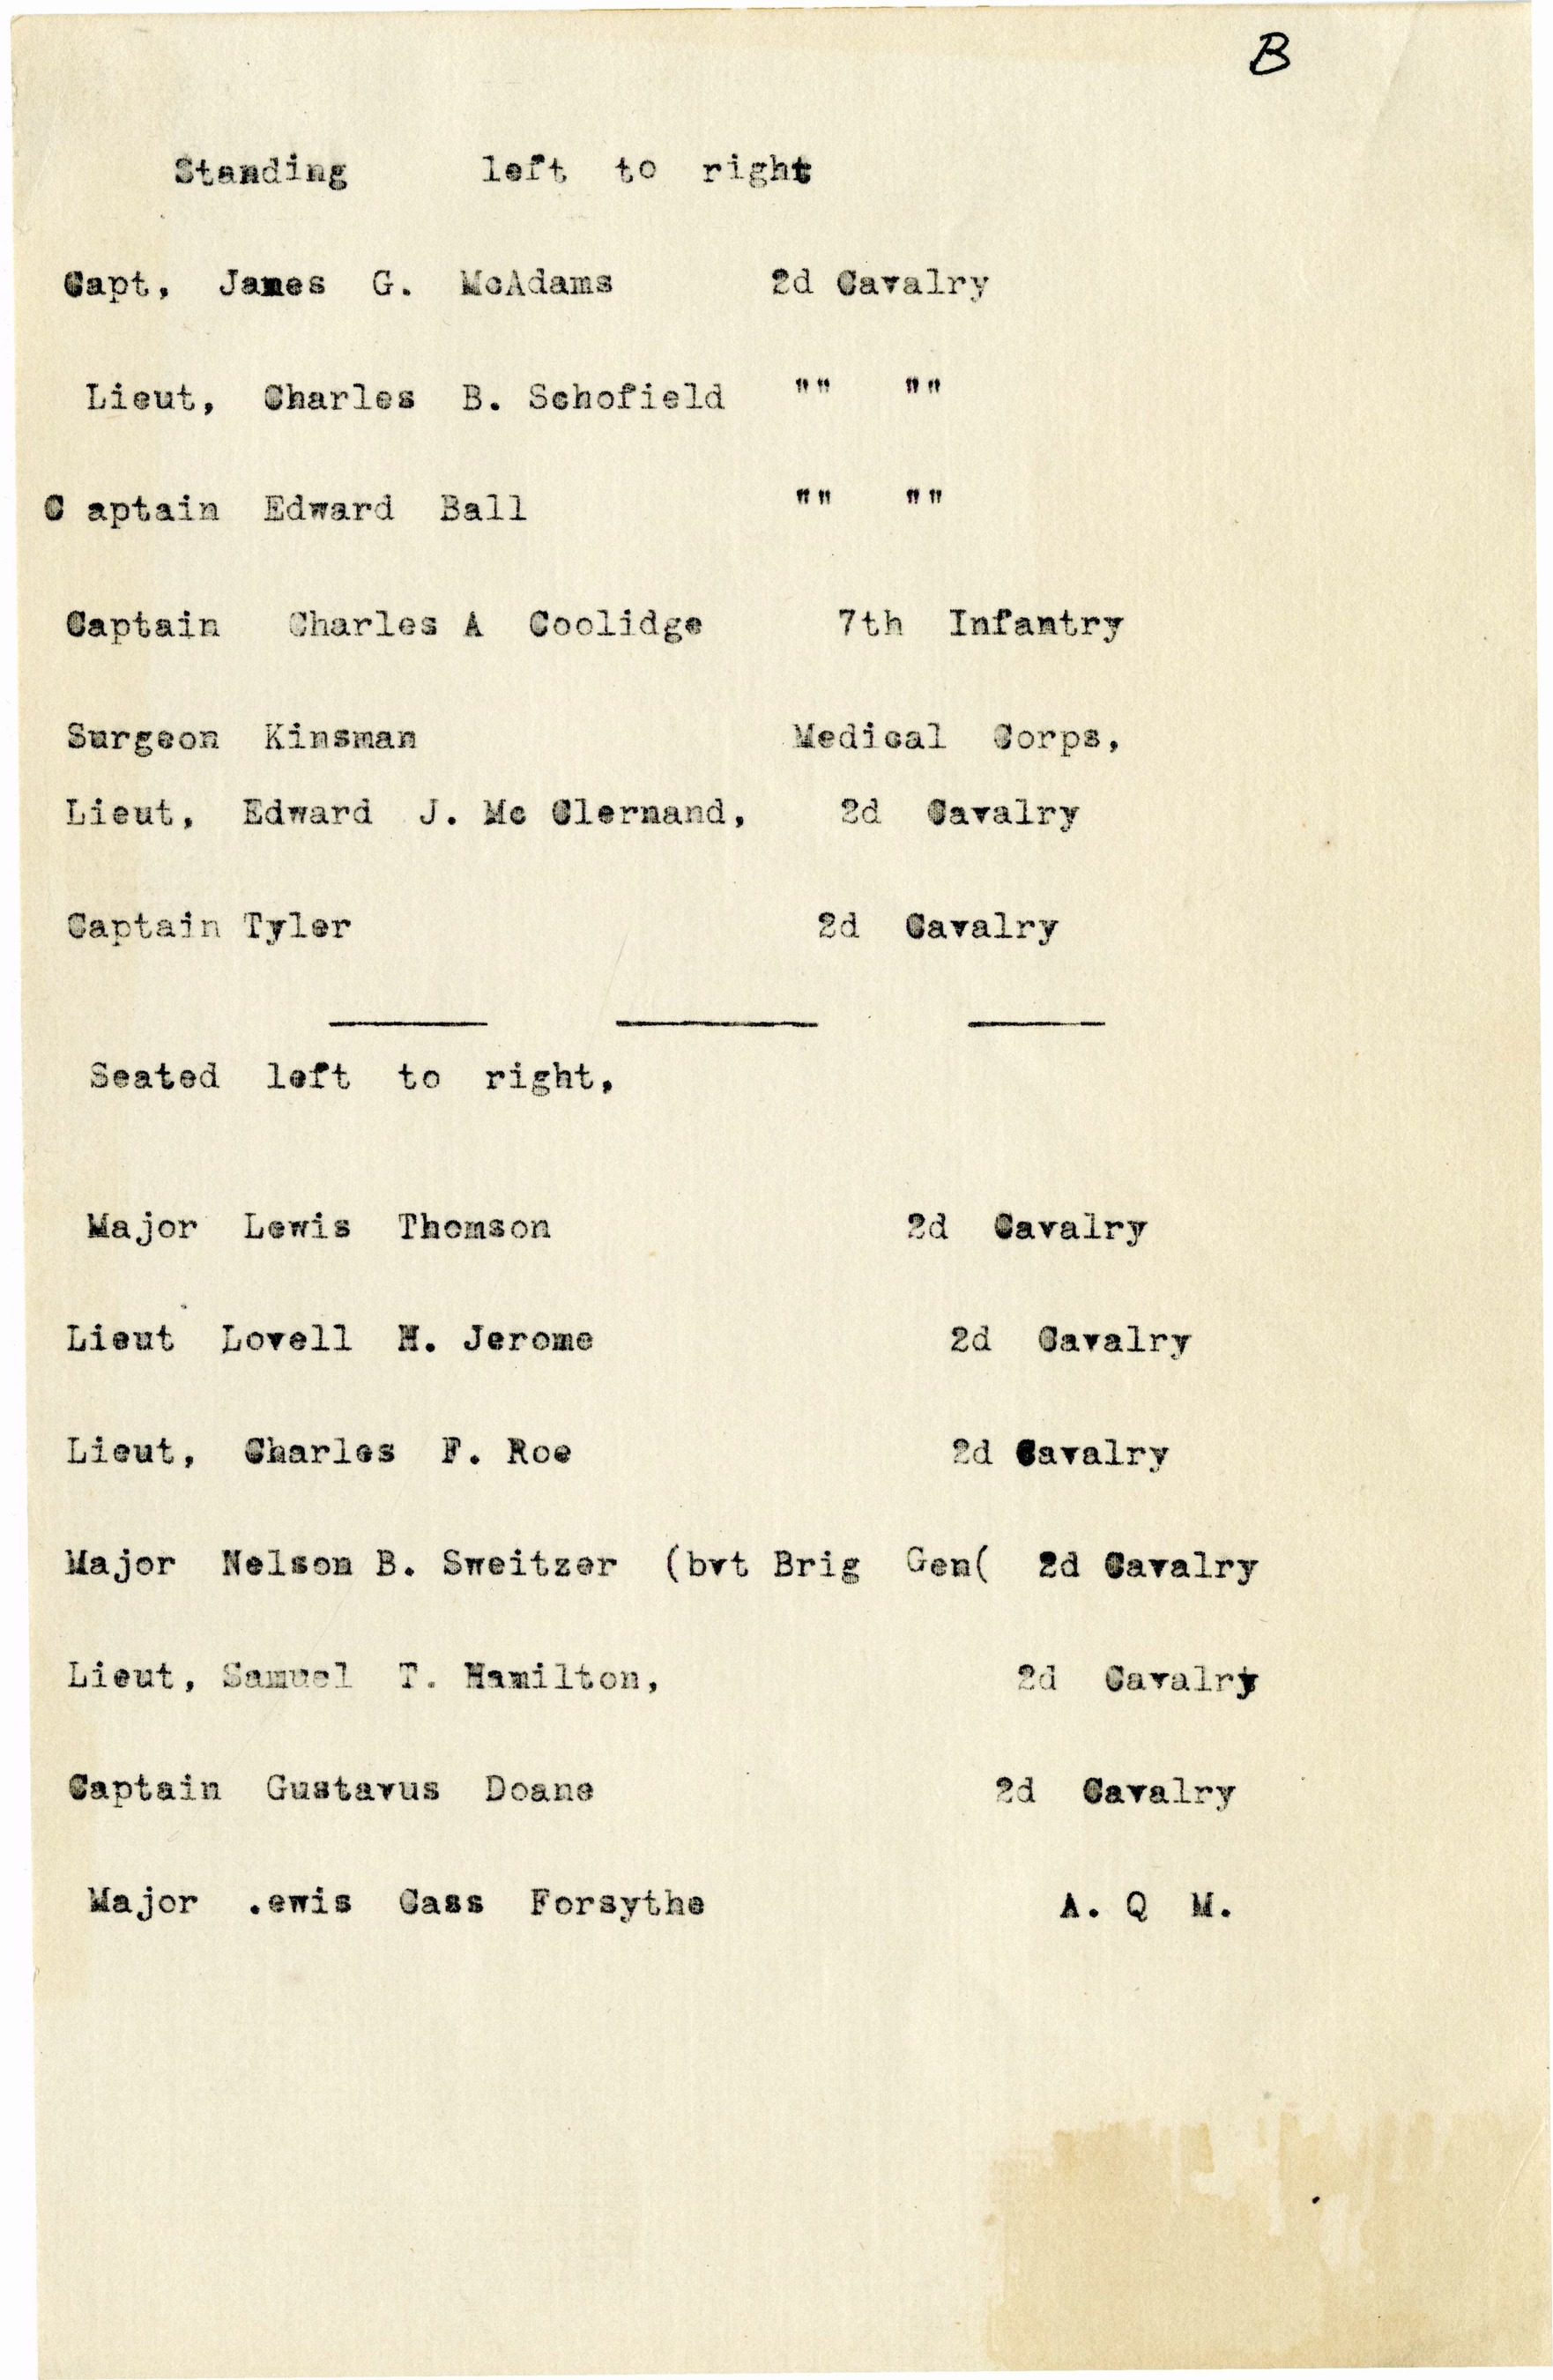 B
Standing left to right
Capt, James G. McAdams 2d Cavalry
Lieut, Charles B. Schofield "" ""
C aptain Edward Ball "" ""
Captain Charles A Coolidge 7th Infantry
Surgeon Kinsman Medical Corps,
Lieut, Edward J. Mc Clernand, 2d Cavalry
Captain Tyler 2d Cavalry
Seated left to right,
Major Lewis Thomson 2d Cavalry
Lieut Lovell H. Jerome 2d Cavalry
Lieut, Charles F. Roe 2d Cavalry
Major Nelson B. Sweitzer (bvt Brig Gen( 2d Cavalry
Lieut, Samuel T. Hamilton, 2d Cavalry
Captain Gustavus Doane 2d Cavalry
Major .ewis Cass Forsythe A. Q M.